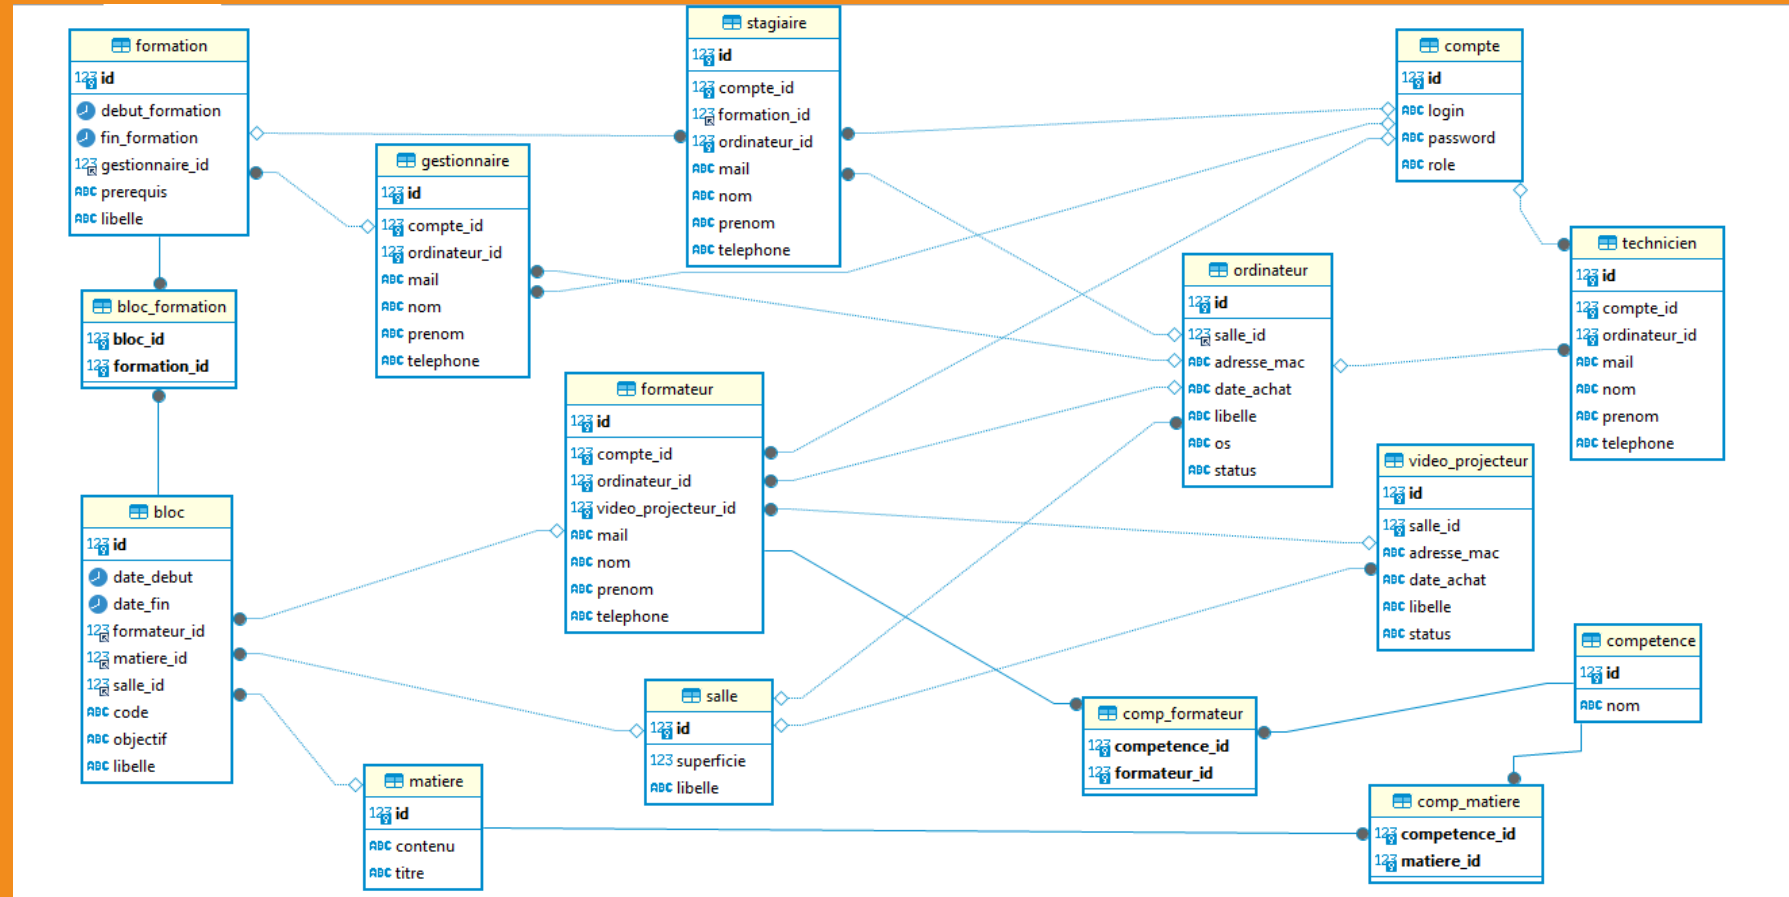 formation
id
debut_formation
fin_formation
gestionnaire_id
prerequis
libelle
gestionnaire
id
compte_id
ordinateur_id
mail
nom
prenom
telephone
stagiaire
id
compte_id
formation_id
ordinateur_id
mail
nom
prenom
telephone
compte
id
login
password
role
technicien
id
compte_id
ordinateur_id
mail
nom
prenom
telephone
ordinateur
id
salle_id
adresse_mac
date_achat
libelle
os
status
bloc_formation
bloc_id
formation_id
formateur
id
compte_id
ordinateur_id
video_projecteur_id
mail
nom
prenom
telephone
video_projecteur
id
salle_id
adresse_mac
date_achat
libelle
status
bloc
id
date_debut
date_fin
formateur_id
matiere_id
salle_id
code
objectif
libelle
salle
id
superficie
libelle
competence
id
nom
comp_formateur
competence_id
formateur_id
matiere
id
contenu
titre
comp_matiere
competence_id
matiere_id